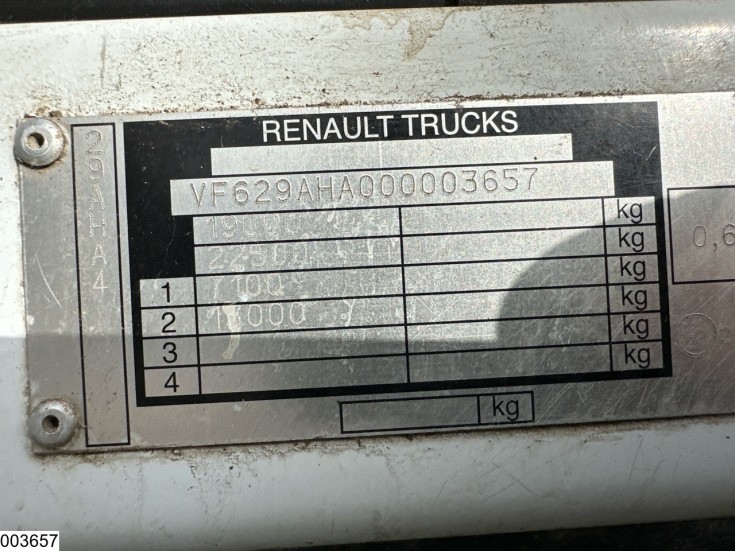 RENAULT TRUCKS
29AHA4
VF629AHA000003657
19000 kg
22500 kg
1 7100 kg
2 kg
3 kg
4 kg
kg
0,6
003657